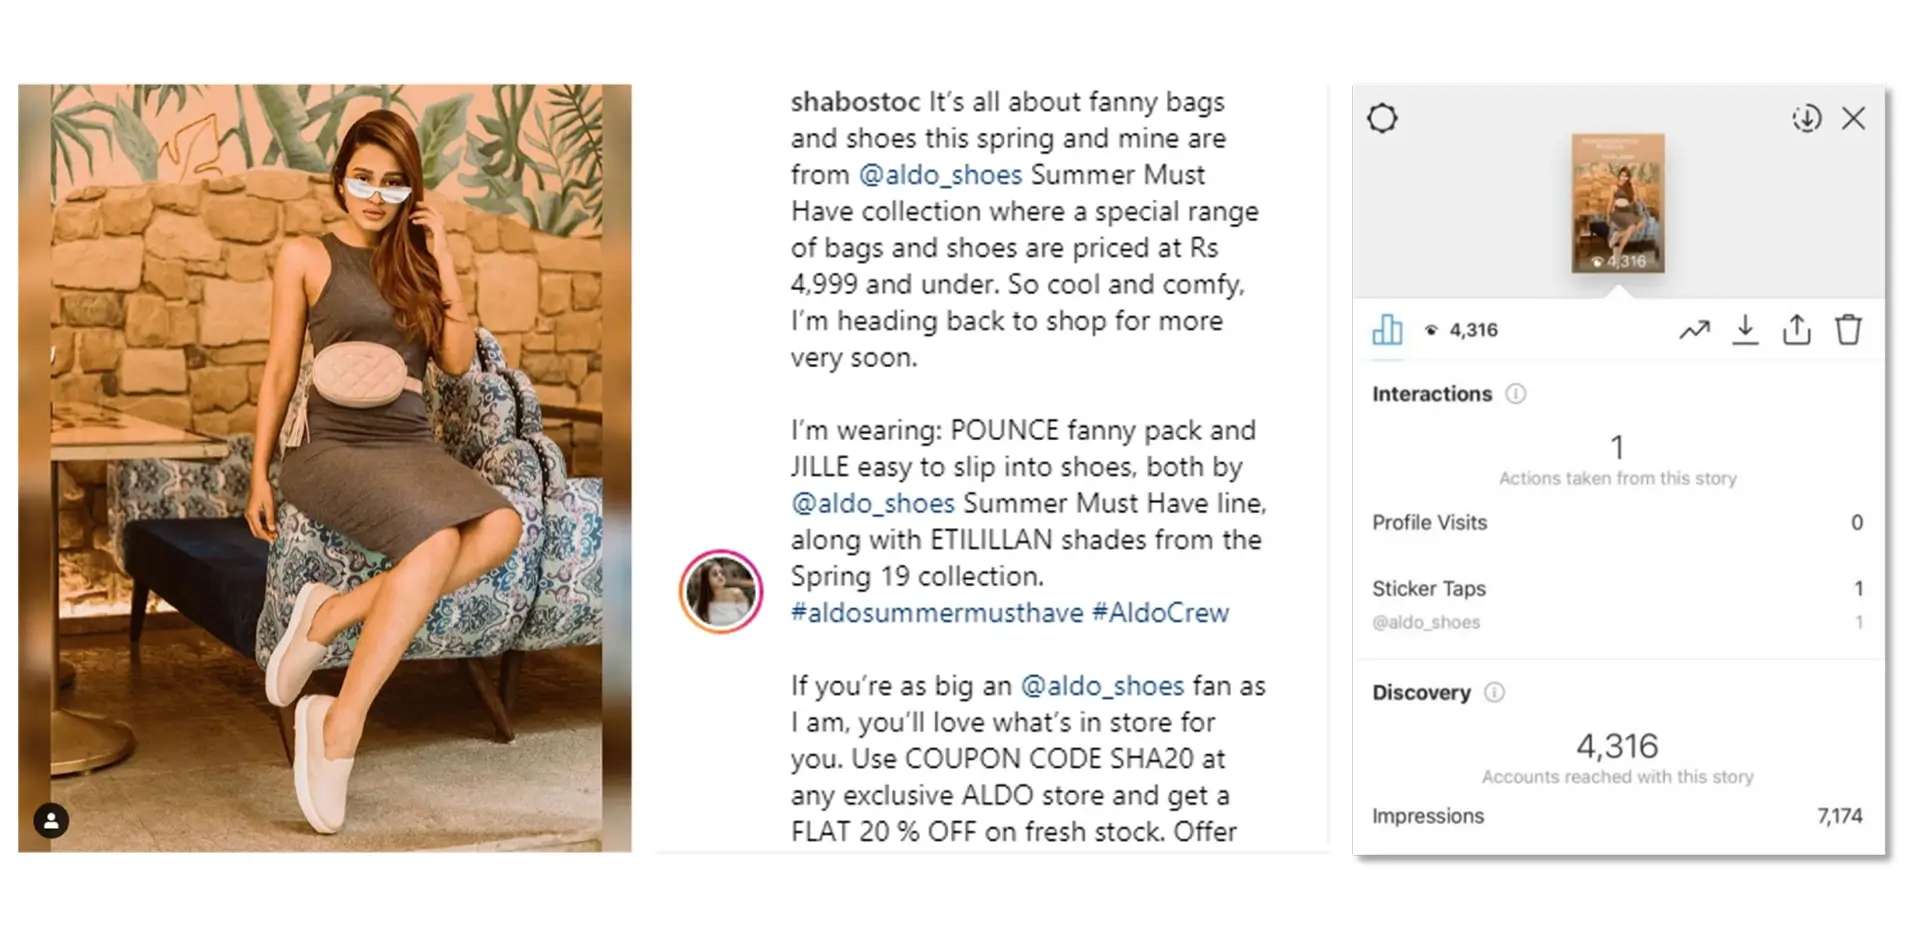 shabostoc It’s all about fanny bags
and shoes this spring and mine are
from @aldo_shoes Summer Must
Have collection where a special range
of bags and shoes are priced at Rs
4,999 and under. So cool and comfy,
I’m heading back to shop for more
very soon.
I’m wearing: POUNCE fanny pack and
JILLE easy to slip into shoes, both by
@aldo_shoes Summer Must Have line,
along with ETILILLAN shades from the
Spring 19 collection.
#aldosummermusthave #AldoCrew
If you’re as big an @aldo_shoes fan as
I am, you’ll love what’s in store for
you. Use COUPON CODE SHA20 at
any exclusive ALDO store and get a
FLAT 20 % OFF on fresh stock. Offer
4,316
4,316
Interactions
1
Actions taken from this story
Profile Visits 0
Sticker Taps 1
@aldo_shoes 1
Discovery
4,316
Accounts reached with this story
Impressions 7,174